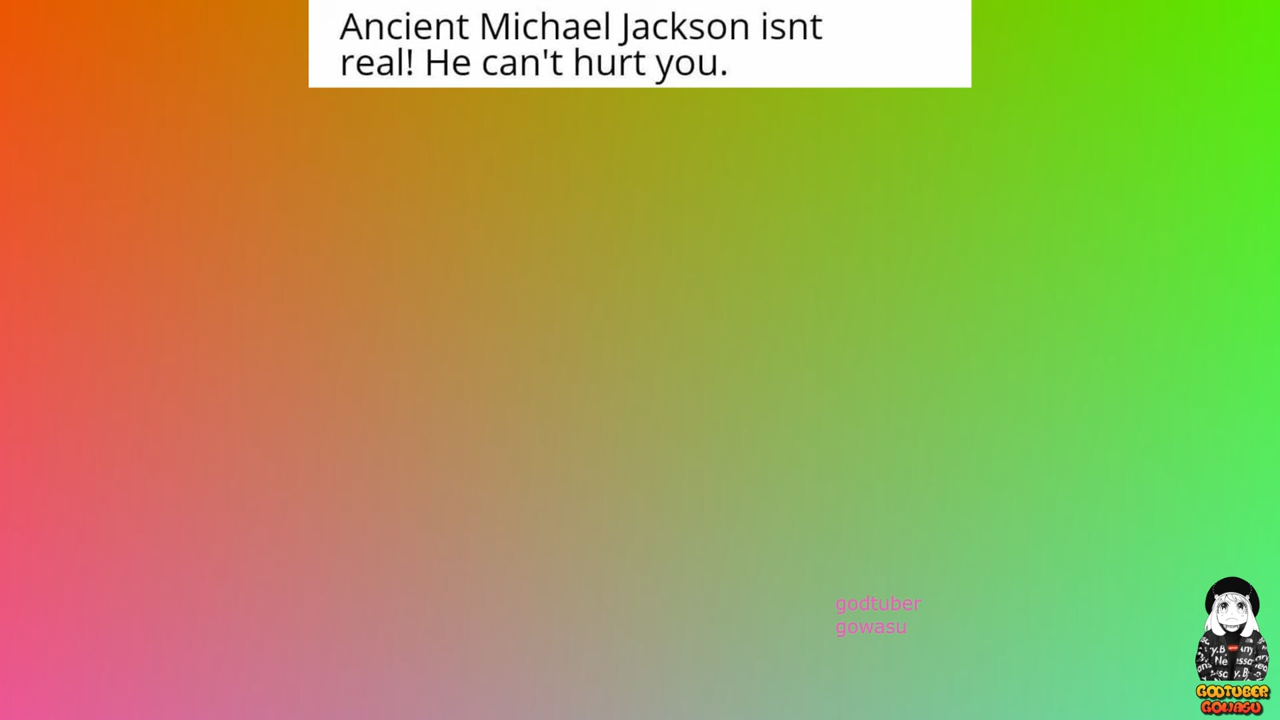 Ancient Michael Jackson isnt
real! He can't hurt you.
godtuber
gowasu
GODTUBER
GOWASU